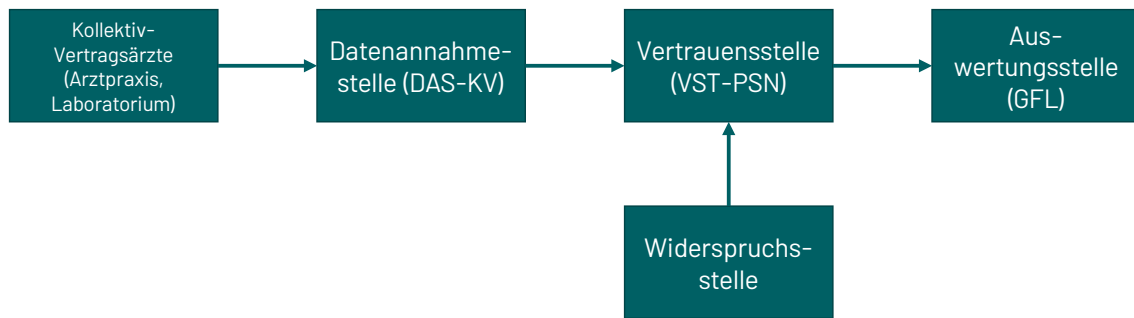 Kollektiv-
Vertragsärzte
(Arztpraxis,
Laboratorium)
Datenannahme-
stelle (DAS-KV)
Vertrauensstelle
(VST-PSN)
Aus-
wertungsstelle
(GFL)
Widerspruchs-
stelle